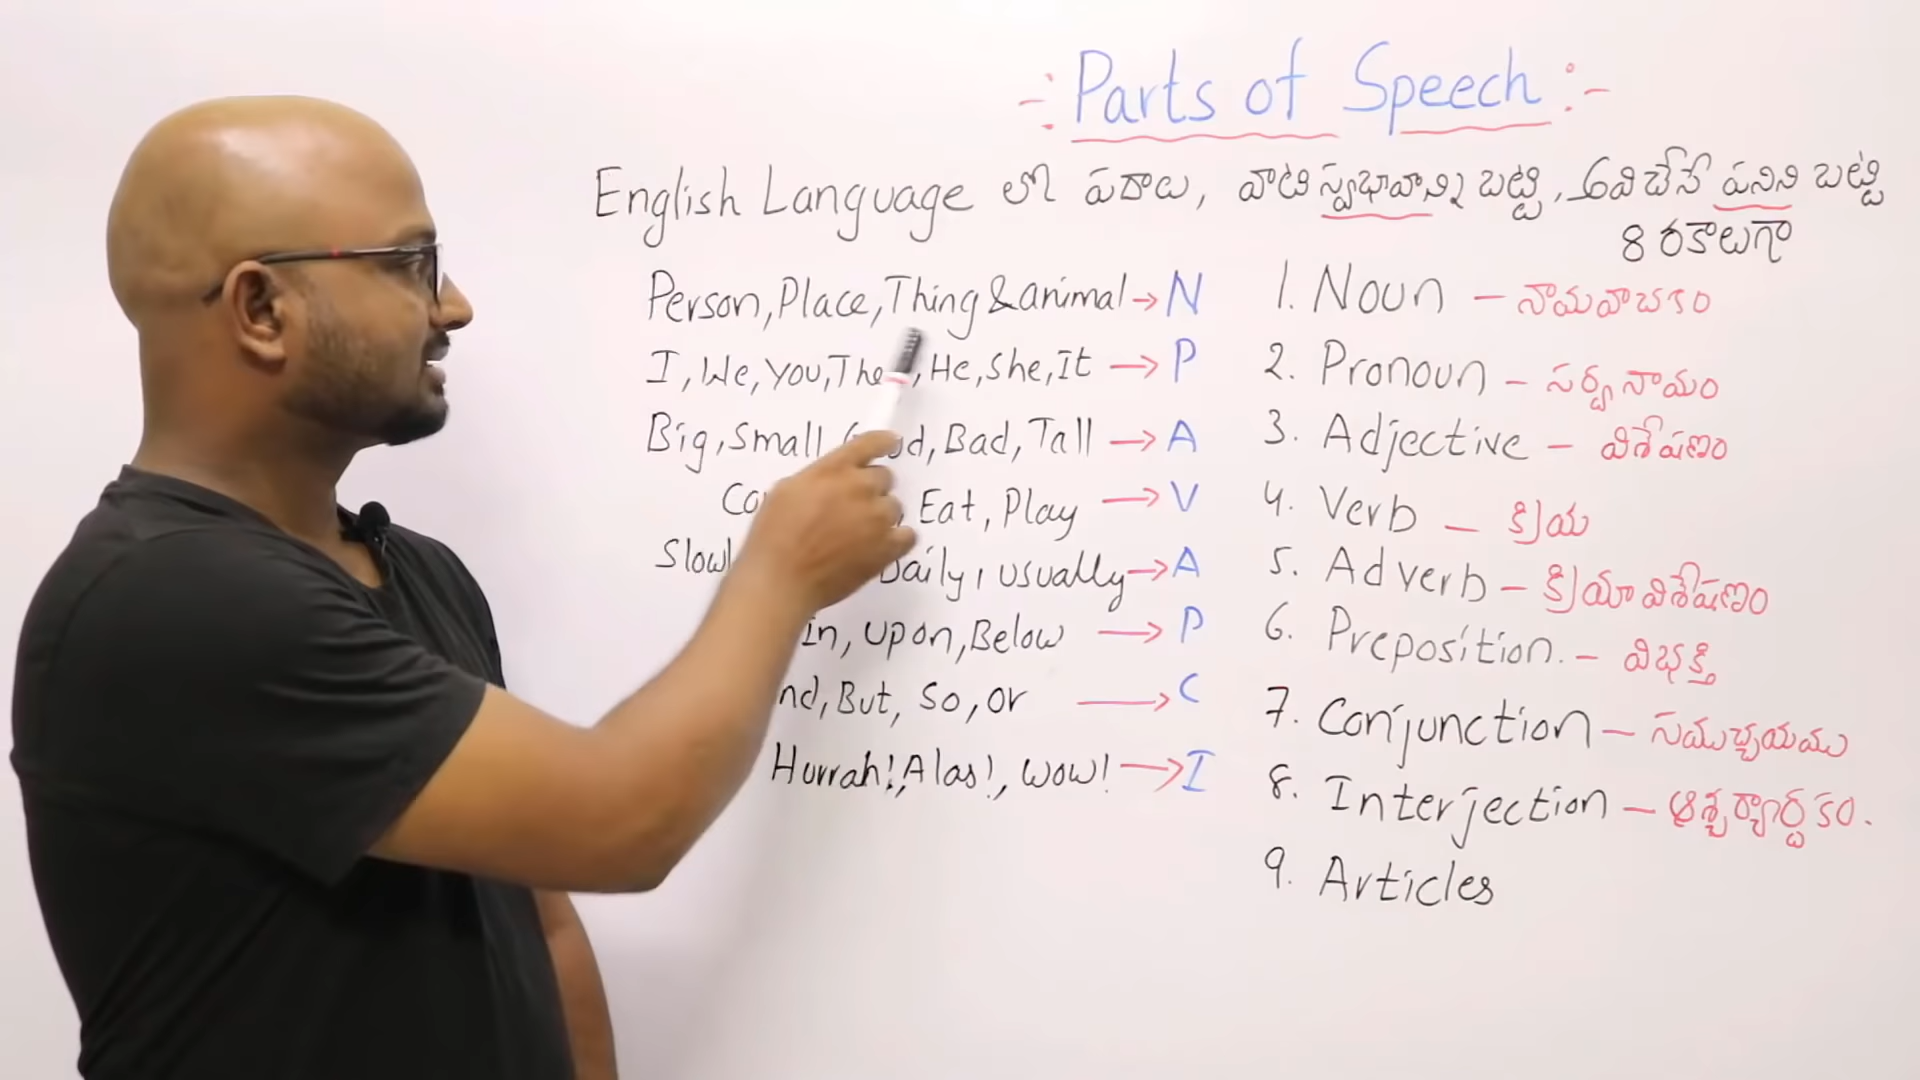 -: Parts of Speech :-
English Language లో పదాలు, వాటి స్వభావాన్ని బట్టి, అవి చేసే పనిని బట్టి
8 రకాలుగా
Person, Place, Thing & animal → N
I, We, You, The , He, She, It → P
Big, Small, Bad, Tall → A
Eat, Play → V
Daily, usually → A
In, upon, Below → P
But, So, or → C
Hurrah!, Alas!, wow! → I
1. Noun – నామవాచకం
2. Pronoun – సర్వనామం
3. Adjective – విశేషణం
4. Verb – క్రియ
5. Adverb – క్రియా విశేషణం
6. Preposition. – విభక్తి
7. Conjunction – సముచ్చయము
8. Interjection – ఆశ్చర్యార్థకం.
9. Articles